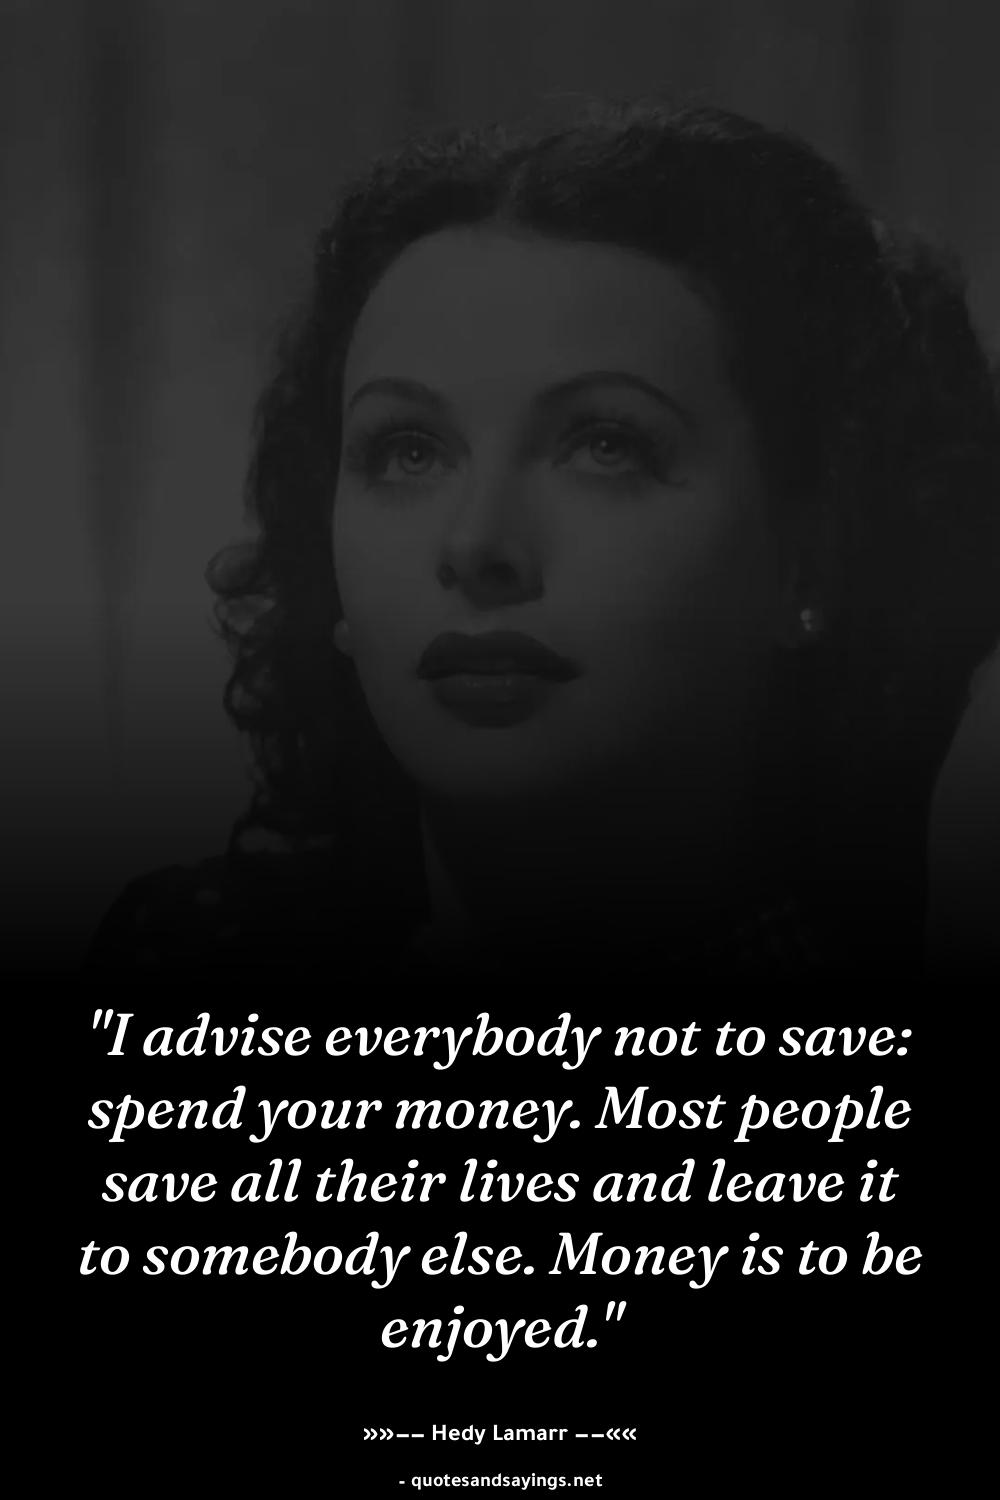 "I advise everybody not to save:
spend your money. Most people
save all their lives and leave it
to somebody else. Money is to be
enjoyed."
»»−− Hedy Lamarr −−««
- quotesandsayings.net